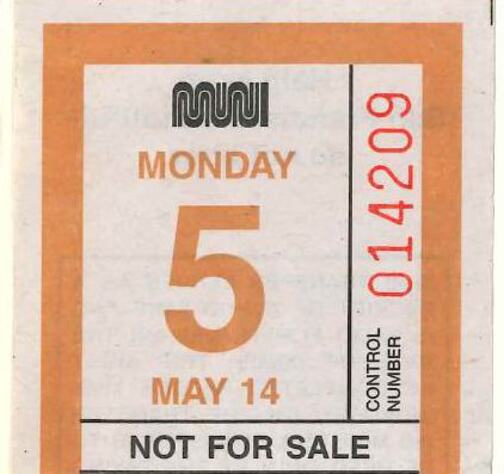 MUNI
MONDAY
5
MAY 14
CONTROL
NUMBER
014209
NOT FOR SALE